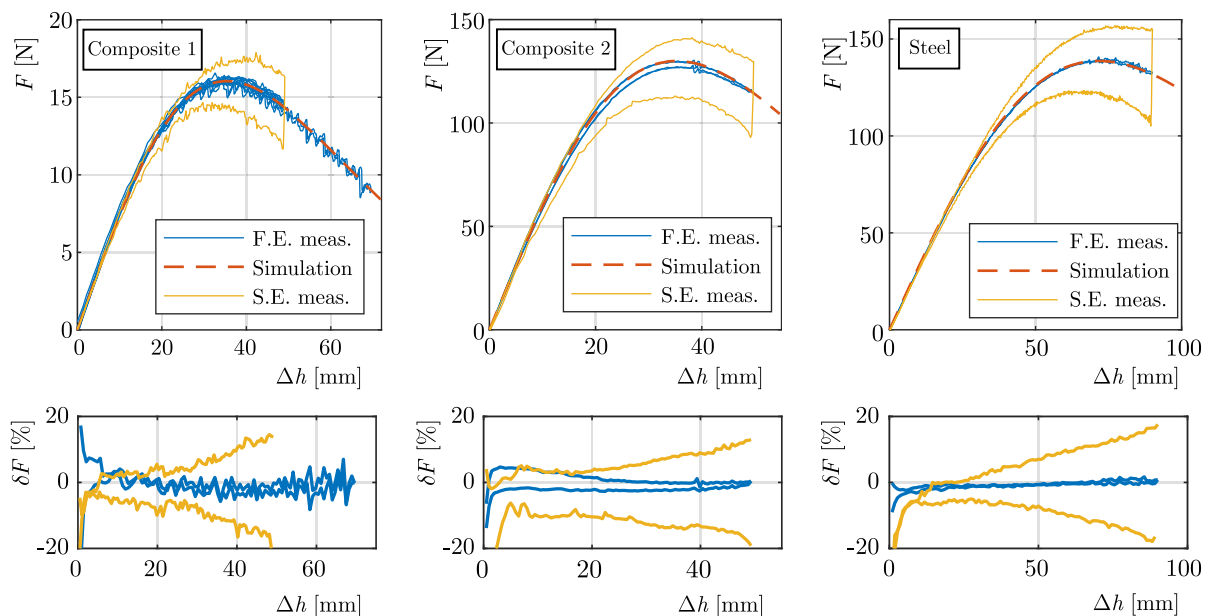 F [N]
20
15
10
5
0
Composite 1
F.E. meas.
Simulation
S.E. meas.
0 20 40 60
Δh [mm]
F [N]
150
100
50
0
Composite 2
F.E. meas.
Simulation
S.E. meas.
0 20 40
Δh [mm]
F [N]
150
100
50
0
Steel
F.E. meas.
Simulation
S.E. meas.
0 50 100
Δh [mm]
δF [%]
20
0
-20
0 20 40 60
Δh [mm]
δF [%]
20
0
-20
0 20 40
Δh [mm]
δF [%]
20
0
-20
0 50 100
Δh [mm]